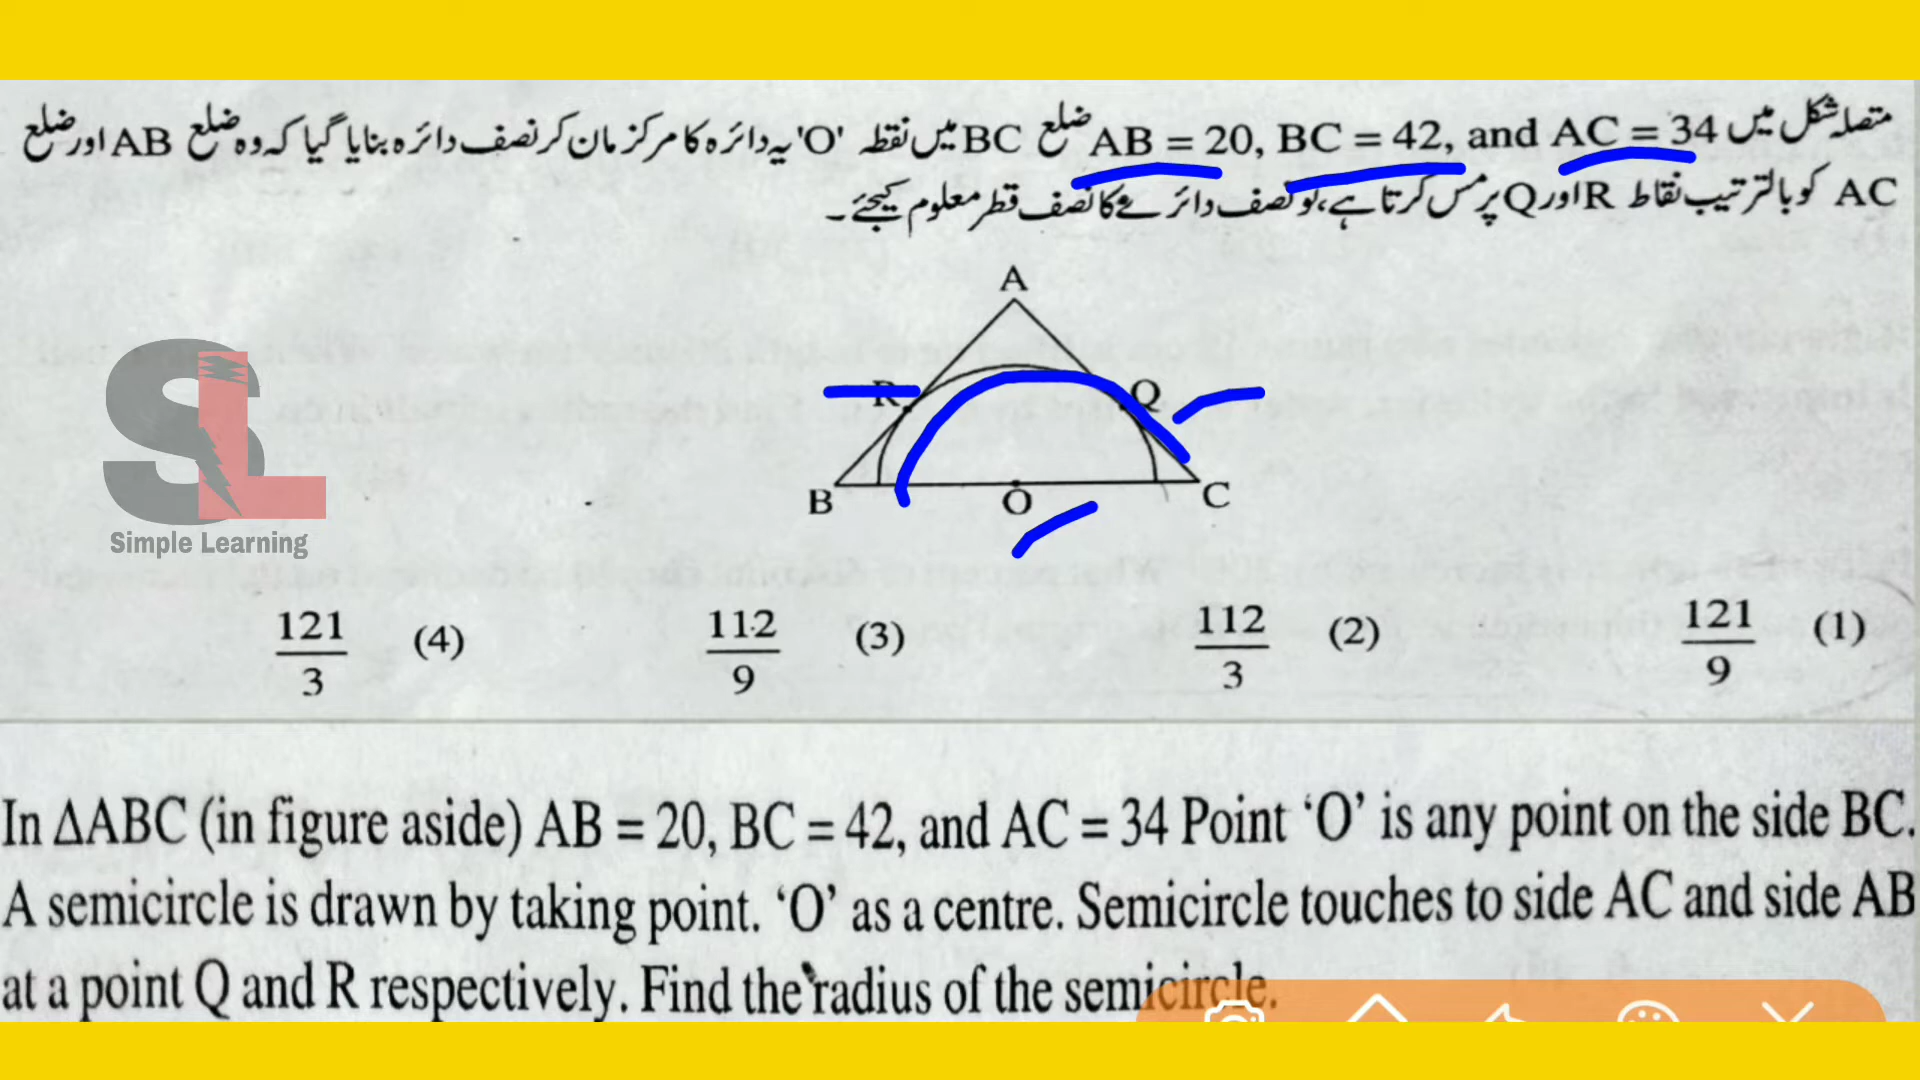 متصلہ شکل میں AB = 20, BC = 42, and AC = 34 ضلع BC میں نقطہ 'O' یہ دائرہ کا مرکز مان کر نصف دائرہ بنایا گیا کہ وہ ضلع AB اور ضلع
AC کو بالترتیب نقاط R اور Q پر مس کرتا ہے، تو نصف دائرے کا نصف قطر معلوم کیجئے ۔
A
R
Q
B
O
C
SL
Simple Learning
(1) 121/9
(2) 112/3
(3) 112/9
(4) 121/3
In ΔABC (in figure aside) AB = 20, BC = 42, and AC = 34 Point ‘O’ is any point on the side BC.
A semicircle is drawn by taking point. ‘O’ as a centre. Semicircle touches to side AC and side AB
at a point Q and R respectively. Find the radius of the semicircle.